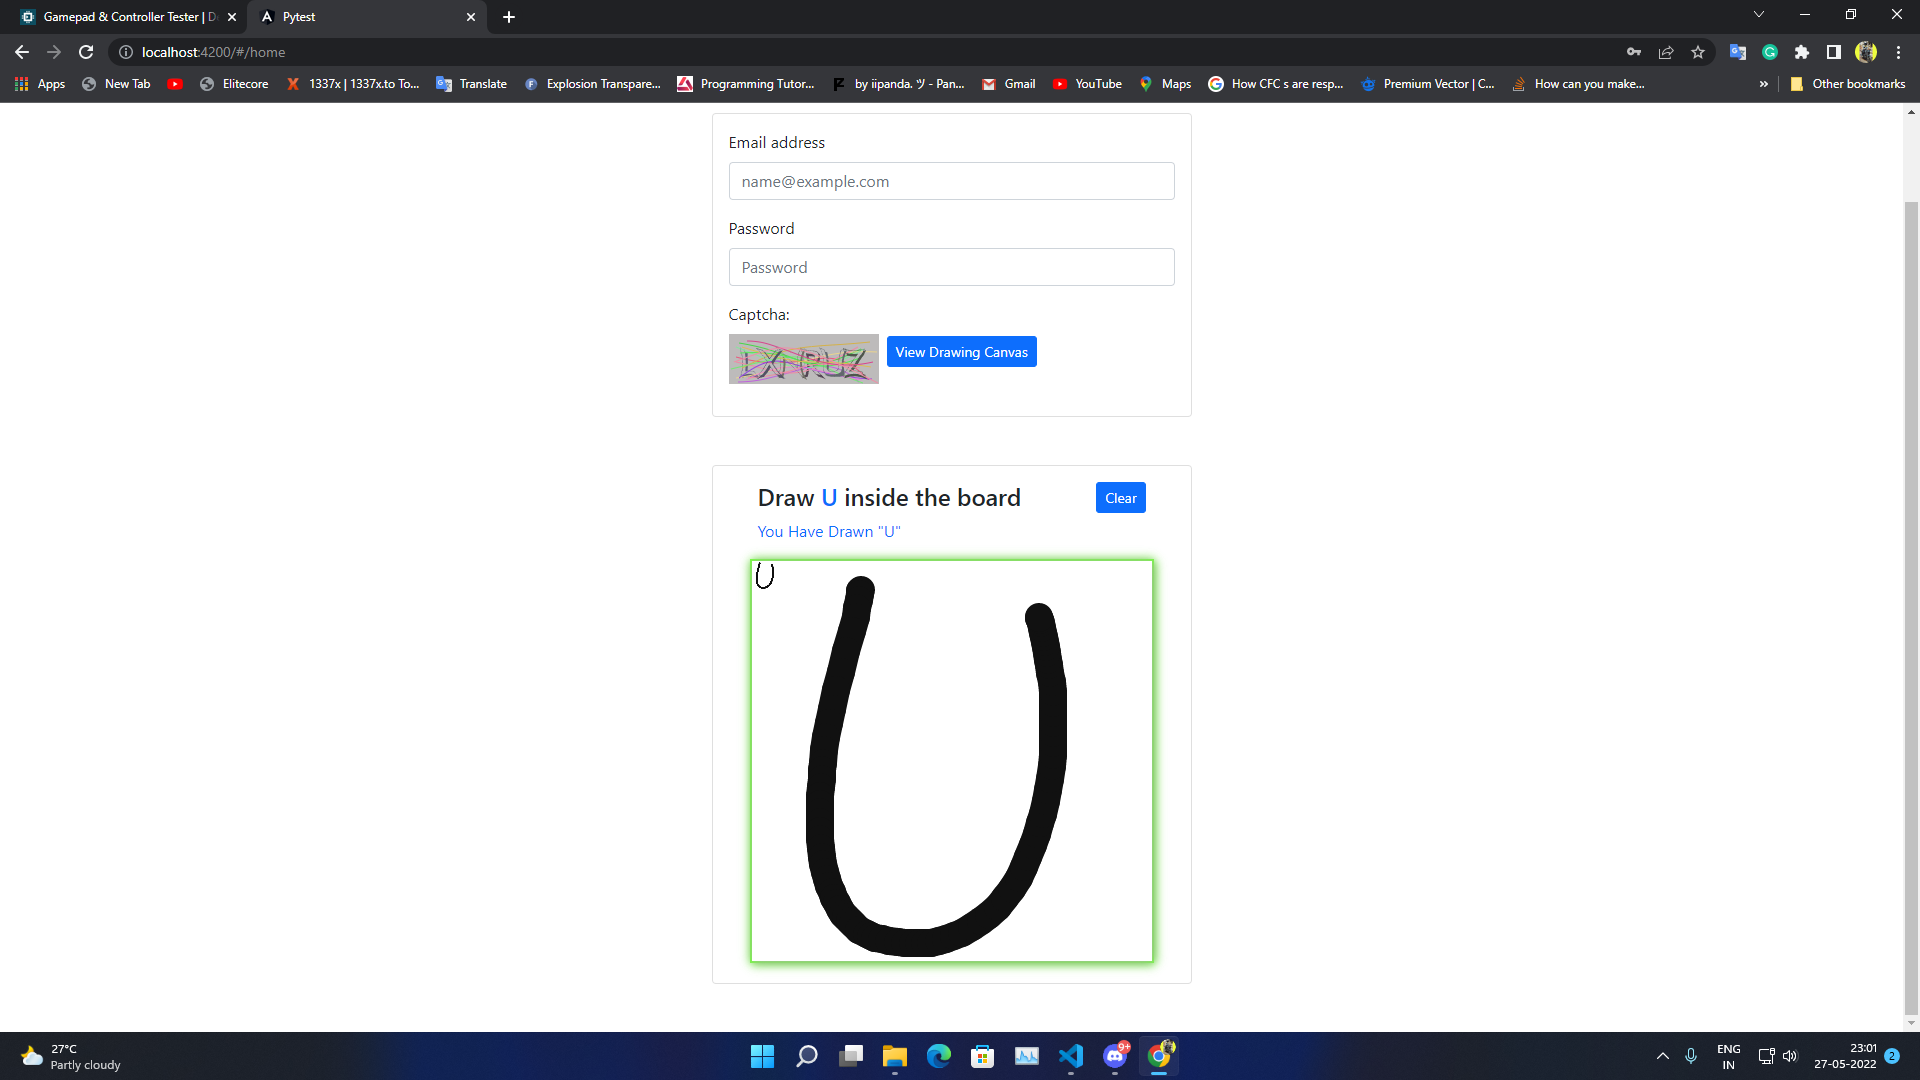 Gamepad & Controller Tester | D
Pytest
localhost:4200/#/home
Apps
New Tab
Elitecore
1337x | 1337x.to To...
Translate
Explosion Transpare...
Programming Tutor...
by iipanda. ツ - Pan...
Gmail
YouTube
Maps
How CFC s are resp...
Premium Vector | C...
How can you make...
»
Other bookmarks
Email address
name@example.com
Password
Password
Captcha:
View Drawing Canvas
Draw U inside the board
Clear
You Have Drawn "U"
U
U
27°C
Partly cloudy
9+
ENG
IN
23:01
27-05-2022
2